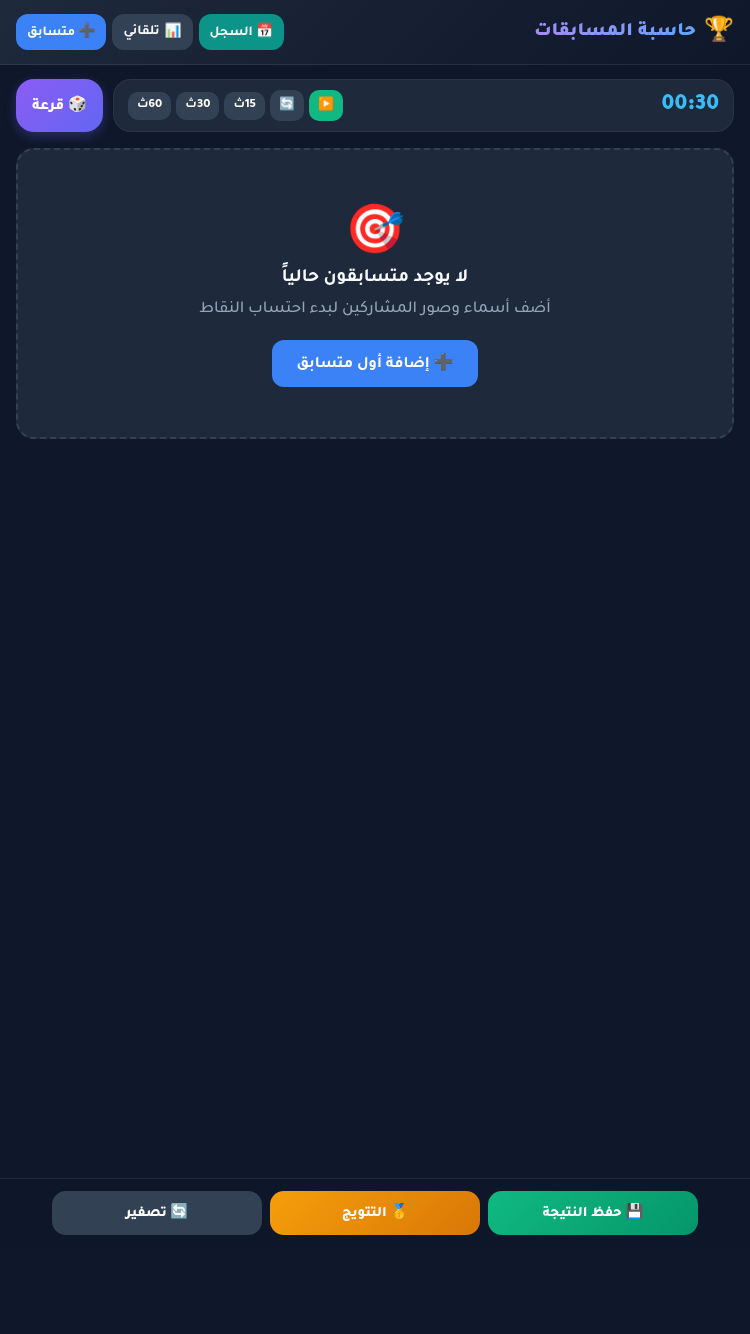 🏆 حاسبة المسابقات
📅 السجل
📊 تلقائي
➕ متسابق
00:30
▶️
🔄
15ث
30ث
60ث
🎲 قرعة
لا يوجد متسابقون حالياً
أضف أسماء وصور المشاركين لبدء احتساب النقاط
➕ إضافة أول متسابق
💾 حفظ النتيجة
🥇 التتويج
🔄 تصفير